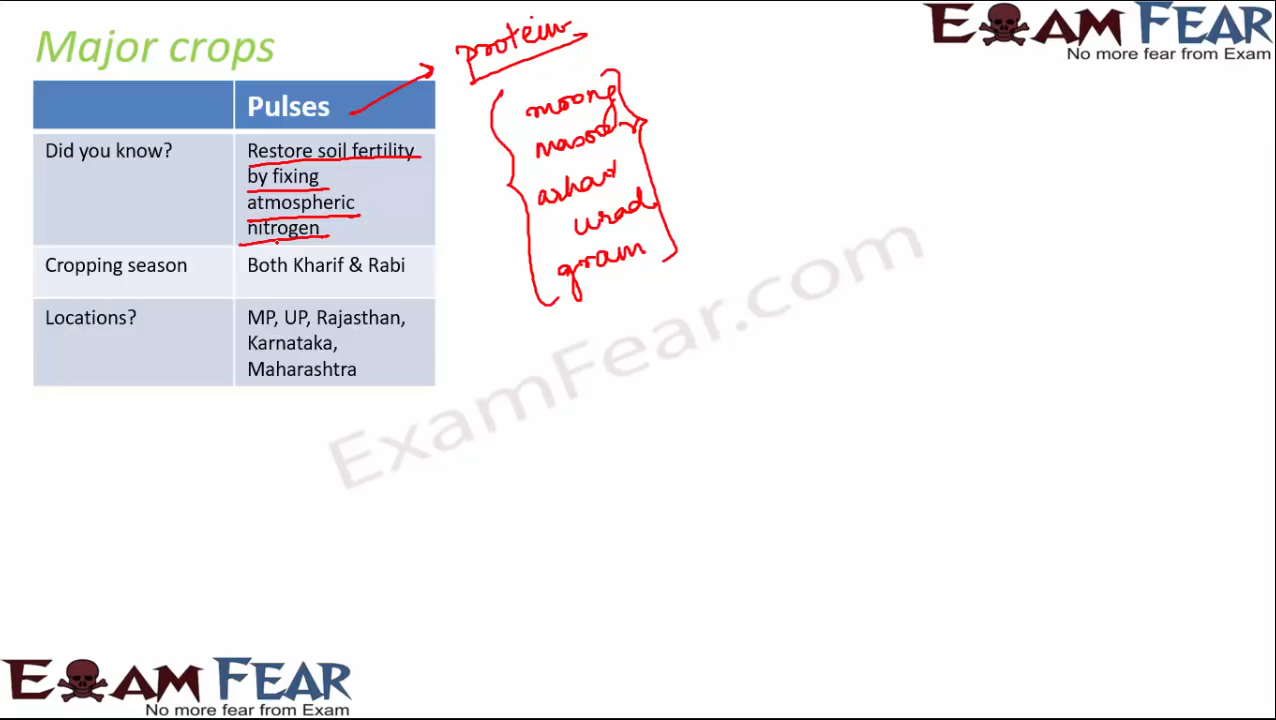 EXAM FEAR
No more fear from Exam
Major crops
protein
Pulses
moong
masoor
arhar
urad
gram
Did you know?
Restore soil fertility
by fixing
atmospheric
nitrogen
Cropping season
Both Kharif & Rabi
Locations?
MP, UP, Rajasthan,
Karnataka,
Maharashtra
ExamFear.com
EXAM FEAR
No more fear from Exam